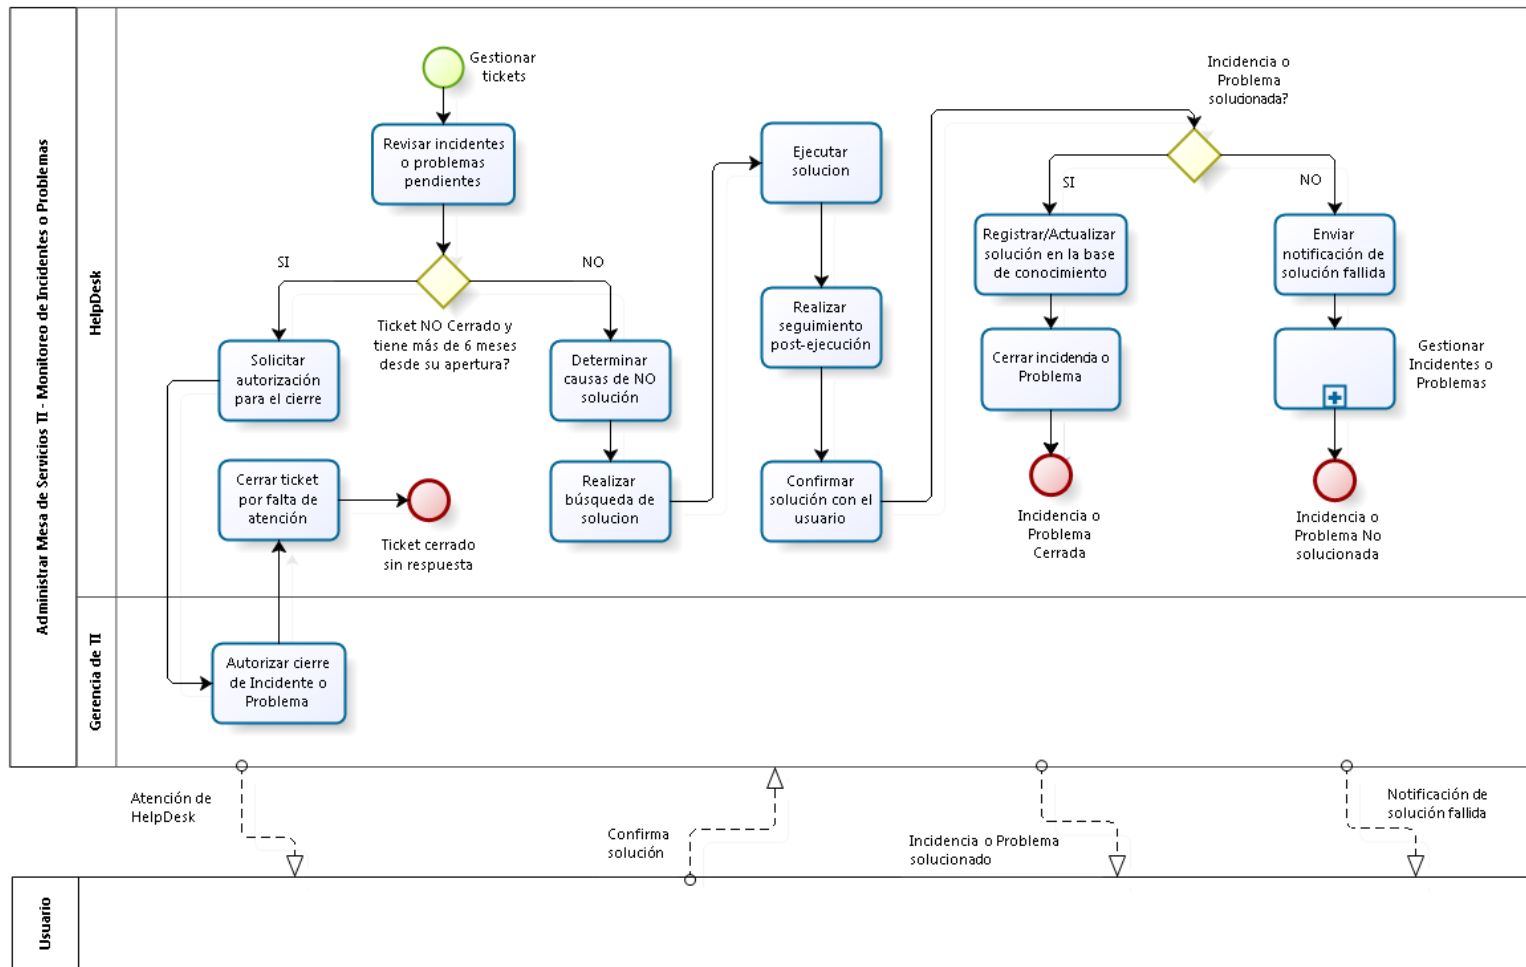 Administrar Mesa de Servicios TI - Monitoreo de Incidentes o Problemas
HelpDesk
Gestionar
tickets
Revisar incidentes
o problemas
pendientes
SI
NO
Ticket NO Cerrado y
tiene más de 6 meses
desde su apertura?
Solicitar
autorización
para el cierre
Cerrar ticket
por falta de
atención
Ticket cerrado
sin respuesta
Determinar
causas de NO
solución
Realizar
búsqueda de
solucion
Ejecutar
solucion
Realizar
seguimiento
post-ejecución
Confirmar
solución con el
usuario
Incidencia o
Problema
solucionada?
SI
NO
Registrar/Actualizar
solución en la base
de conocimiento
Cerrar incidencia o
Problema
Incidencia o
Problema
Cerrada
Enviar
notificación de
solución fallida
Gestionar
Incidentes o
Problemas
Incidencia o
Problema No
solucionada
Gerencia de TI
Autorizar cierre
de Incidente o
Problema
Atención de
HelpDesk
Confirma
solución
Incidencia o Problema
solucionado
Notificación de
solución fallida
Usuario